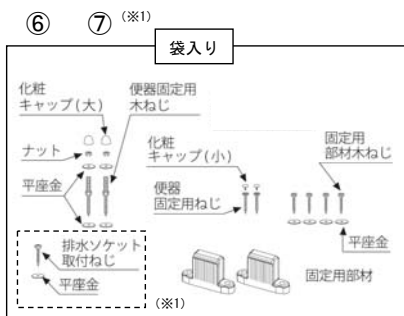 ⑥ ⑦ (※1)
袋入り
化粧
キャップ(大)
便器固定用
木ねじ
ナット
平座金
化粧
キャップ(小)
便器
固定用ねじ
固定用
部材木ねじ
平座金
固定用部材
排水ソケット
取付ねじ
平座金
(※1)